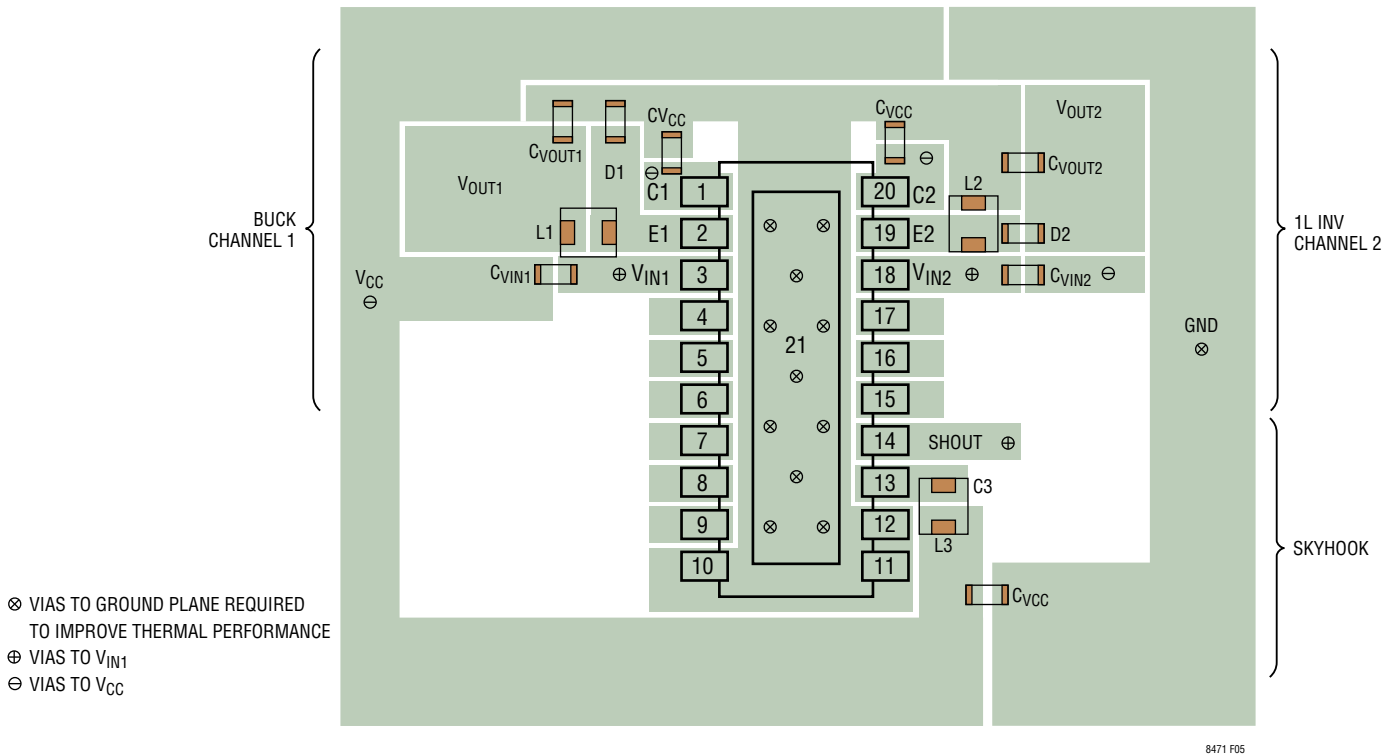 BUCK
CHANNEL 1
VOUT1
CVOUT1
D1
CVCC
C1
L1
E1
CVIN1
VIN1
VCC
CVCC
VOUT2
CVOUT2
L2
C2
E2
D2
VIN2
CVIN2
1L INV
CHANNEL 2
GND
1
2
3
4
5
6
7
8
9
10
21
20
19
18
17
16
15
14
13
12
11
SHOUT
C3
L3
CVCC
SKYHOOK
⊗ VIAS TO GROUND PLANE REQUIRED
TO IMPROVE THERMAL PERFORMANCE
⊕ VIAS TO VIN1
⊖ VIAS TO VCC
8471 F05